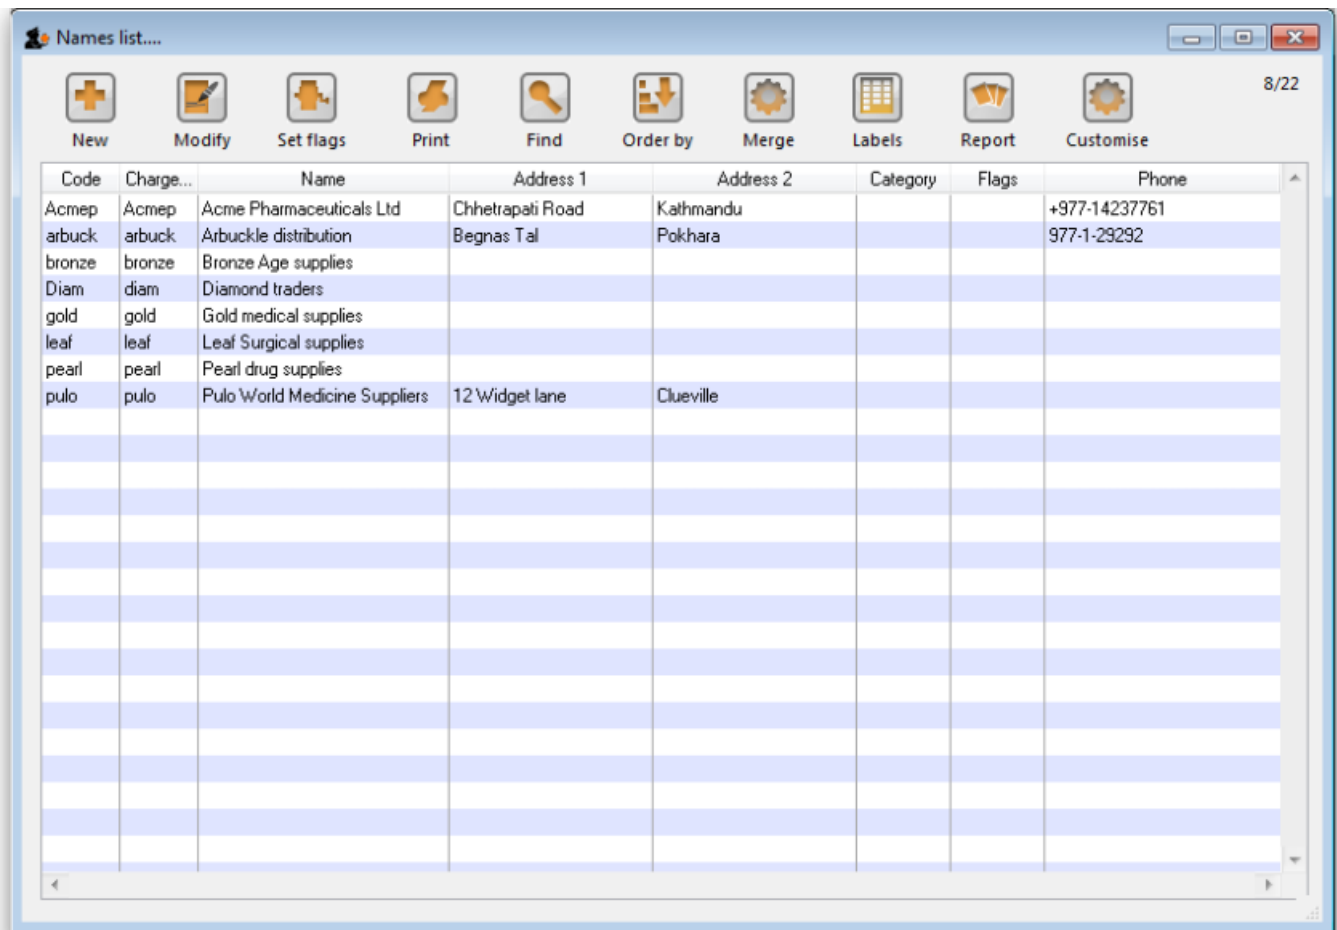 Names list....
8/22
New Modify Set flags Print Find Order by Merge Labels Report Customise
Code Charge... Name Address 1 Address 2 Category Flags Phone
Acmep Acmep Acme Pharmaceuticals Ltd Chhetrapati Road Kathmandu +977-14237761
arbuck arbuck Arbuckle distribution Begnas Tal Pokhara 977-1-29292
bronze bronze Bronze Age supplies
Diam diam Diamond traders
gold gold Gold medical supplies
leaf leaf Leaf Surgical supplies
pearl pearl Pearl drug supplies
pulo pulo Pulo World Medicine Suppliers 12 Widget lane Clueville